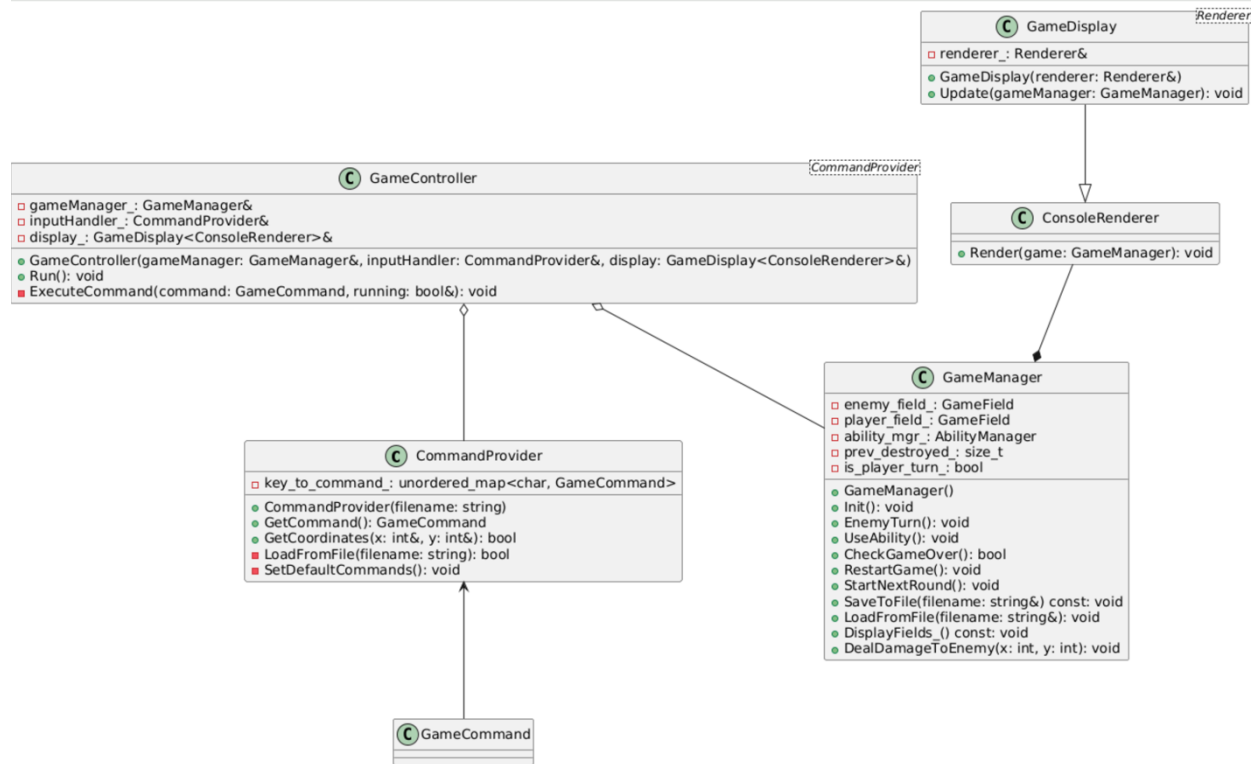 Renderer
C GameDisplay
renderer_: Renderer&
GameDisplay(renderer: Renderer&)
Update(gameManager: GameManager): void
CommandProvider
C GameController
gameManager_: GameManager&
inputHandler_: CommandProvider&
display_: GameDisplay<ConsoleRenderer>&
GameController(gameManager: GameManager&, inputHandler: CommandProvider&, display: GameDisplay<ConsoleRenderer>&)
Run(): void
ExecuteCommand(command: GameCommand, running: bool&): void
C ConsoleRenderer
Render(game: GameManager): void
C GameManager
enemy_field_: GameField
player_field_: GameField
ability_mgr_: AbilityManager
prev_destroyed_: size_t
is_player_turn_: bool
GameManager()
Init(): void
EnemyTurn(): void
UseAbility(): void
CheckGameOver(): bool
RestartGame(): void
StartNextRound(): void
SaveToFile(filename: string&) const: void
LoadFromFile(filename: string&): void
DisplayFields_() const: void
DealDamageToEnemy(x: int, y: int): void
C CommandProvider
key_to_command_: unordered_map<char, GameCommand>
CommandProvider(filename: string)
GetCommand(): GameCommand
GetCoordinates(x: int&, y: int&): bool
LoadFromFile(filename: string): bool
SetDefaultCommands(): void
C GameCommand